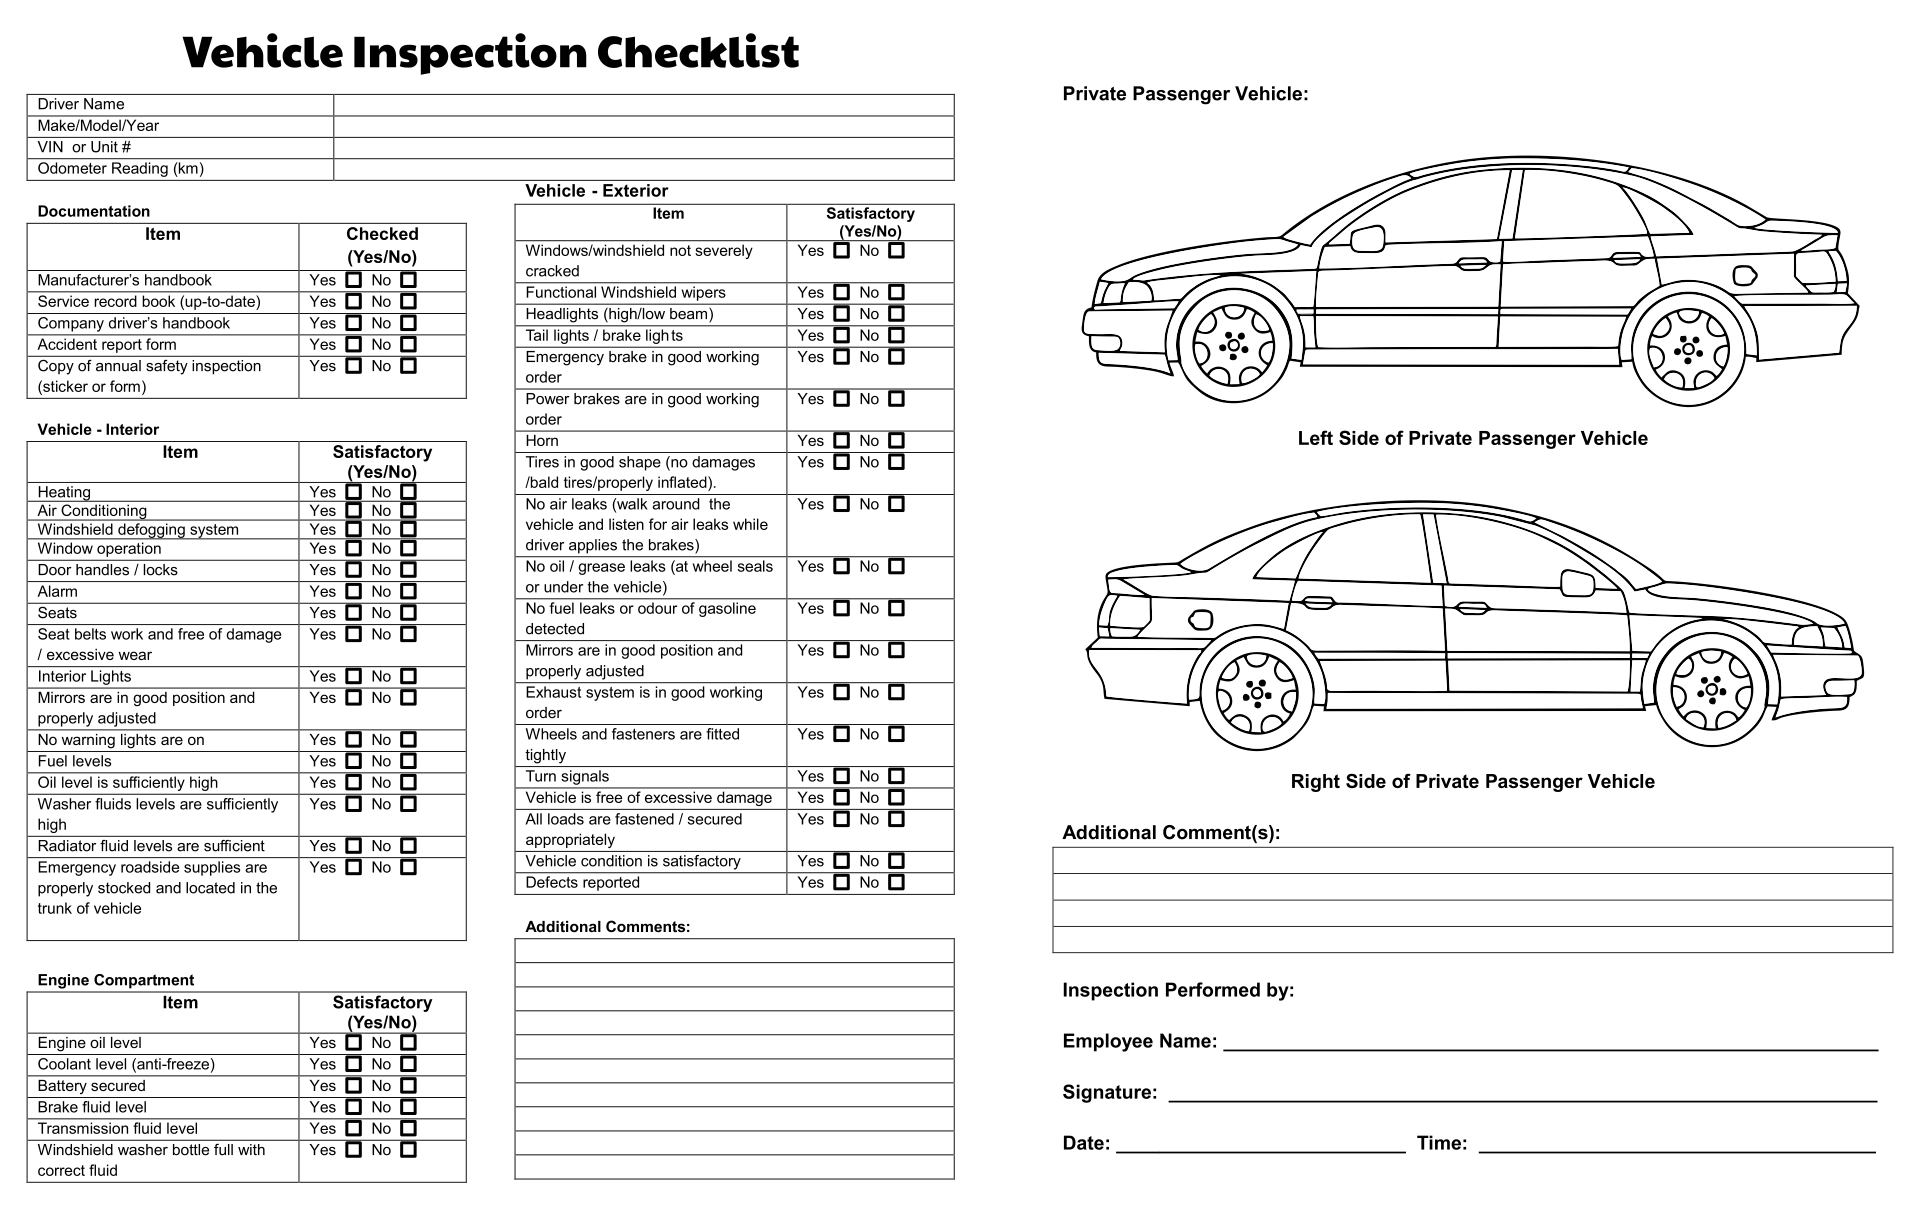 Vehicle Inspection Checklist
Driver Name
Make/Model/Year
VIN or Unit #
Odometer Reading (km)
Documentation
Item Checked
(Yes/No)
Manufacturer's handbook Yes No
Service record book (up-to-date) Yes No
Company driver's handbook Yes No
Accident report form Yes No
Copy of annual safety inspection Yes No
(sticker or form)
Vehicle - Interior
Item Satisfactory
(Yes/No)
Heating Yes No
Air Conditioning Yes No
Windshield defogging system Yes No
Window operation Yes No
Door handles / locks Yes No
Alarm Yes No
Seats Yes No
Seat belts work and free of damage Yes No
/ excessive wear
Interior Lights Yes No
Mirrors are in good position and Yes No
properly adjusted
No warning lights are on Yes No
Fuel levels Yes No
Oil level is sufficiently high Yes No
Washer fluids levels are sufficiently Yes No
high
Radiator fluid levels are sufficient Yes No
Emergency roadside supplies are Yes No
properly stocked and located in the
trunk of vehicle
Engine Compartment
Item Satisfactory
(Yes/No)
Engine oil level Yes No
Coolant level (anti-freeze) Yes No
Battery secured Yes No
Brake fluid level Yes No
Transmission fluid level Yes No
Windshield washer bottle full with Yes No
correct fluid
Vehicle - Exterior
Item Satisfactory
(Yes/No)
Windows/windshield not severely Yes No
cracked
Functional Windshield wipers Yes No
Headlights (high/low beam) Yes No
Tail lights / brake lights Yes No
Emergency brake in good working Yes No
order
Power brakes are in good working Yes No
order
Horn Yes No
Tires in good shape (no damages Yes No
/bald tires/properly inflated).
No air leaks (walk around the Yes No
vehicle and listen for air leaks while
driver applies the brakes)
No oil / grease leaks (at wheel seals Yes No
or under the vehicle)
No fuel leaks or odour of gasoline Yes No
detected
Mirrors are in good position and Yes No
properly adjusted
Exhaust system is in good working Yes No
order
Wheels and fasteners are fitted Yes No
tightly
Turn signals Yes No
Vehicle is free of excessive damage Yes No
All loads are fastened / secured Yes No
appropriately
Vehicle condition is satisfactory Yes No
Defects reported Yes No
Additional Comments:
Private Passenger Vehicle:
Left Side of Private Passenger Vehicle
Right Side of Private Passenger Vehicle
Additional Comment(s):
Inspection Performed by:
Employee Name:
Signature:
Date: Time: